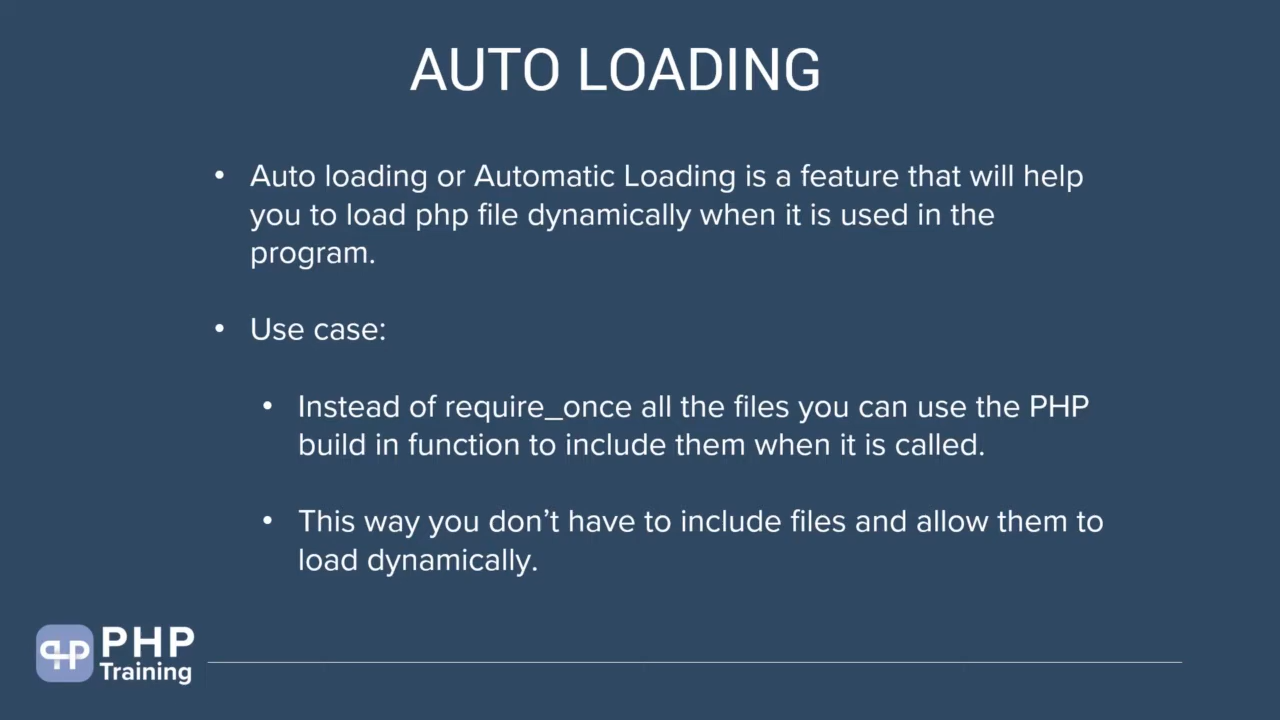 AUTO LOADING
• Auto loading or Automatic Loading is a feature that will help
you to load php file dynamically when it is used in the
program.
• Use case:
• Instead of require_once all the files you can use the PHP
build in function to include them when it is called.
• This way you don’t have to include files and allow them to
load dynamically.
php
PHP
Training